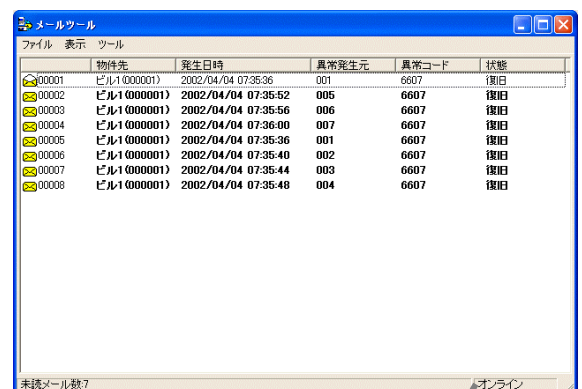 メールツール
ファイル 表示 ツール
物件先 発生日時 異常発生元 異常コード 状態
00001 ビル1(000001) 2002/04/04 07:35:36 001 6607 復旧
00002 ビル1(000001) 2002/04/04 07:35:52 005 6607 復旧
00003 ビル1(000001) 2002/04/04 07:35:56 006 6607 復旧
00004 ビル1(000001) 2002/04/04 07:36:00 007 6607 復旧
00005 ビル1(000001) 2002/04/04 07:35:36 001 6607 復旧
00006 ビル1(000001) 2002/04/04 07:35:40 002 6607 復旧
00007 ビル1(000001) 2002/04/04 07:35:44 003 6607 復旧
00008 ビル1(000001) 2002/04/04 07:35:48 004 6607 復旧
未読メール数:7 オンライン